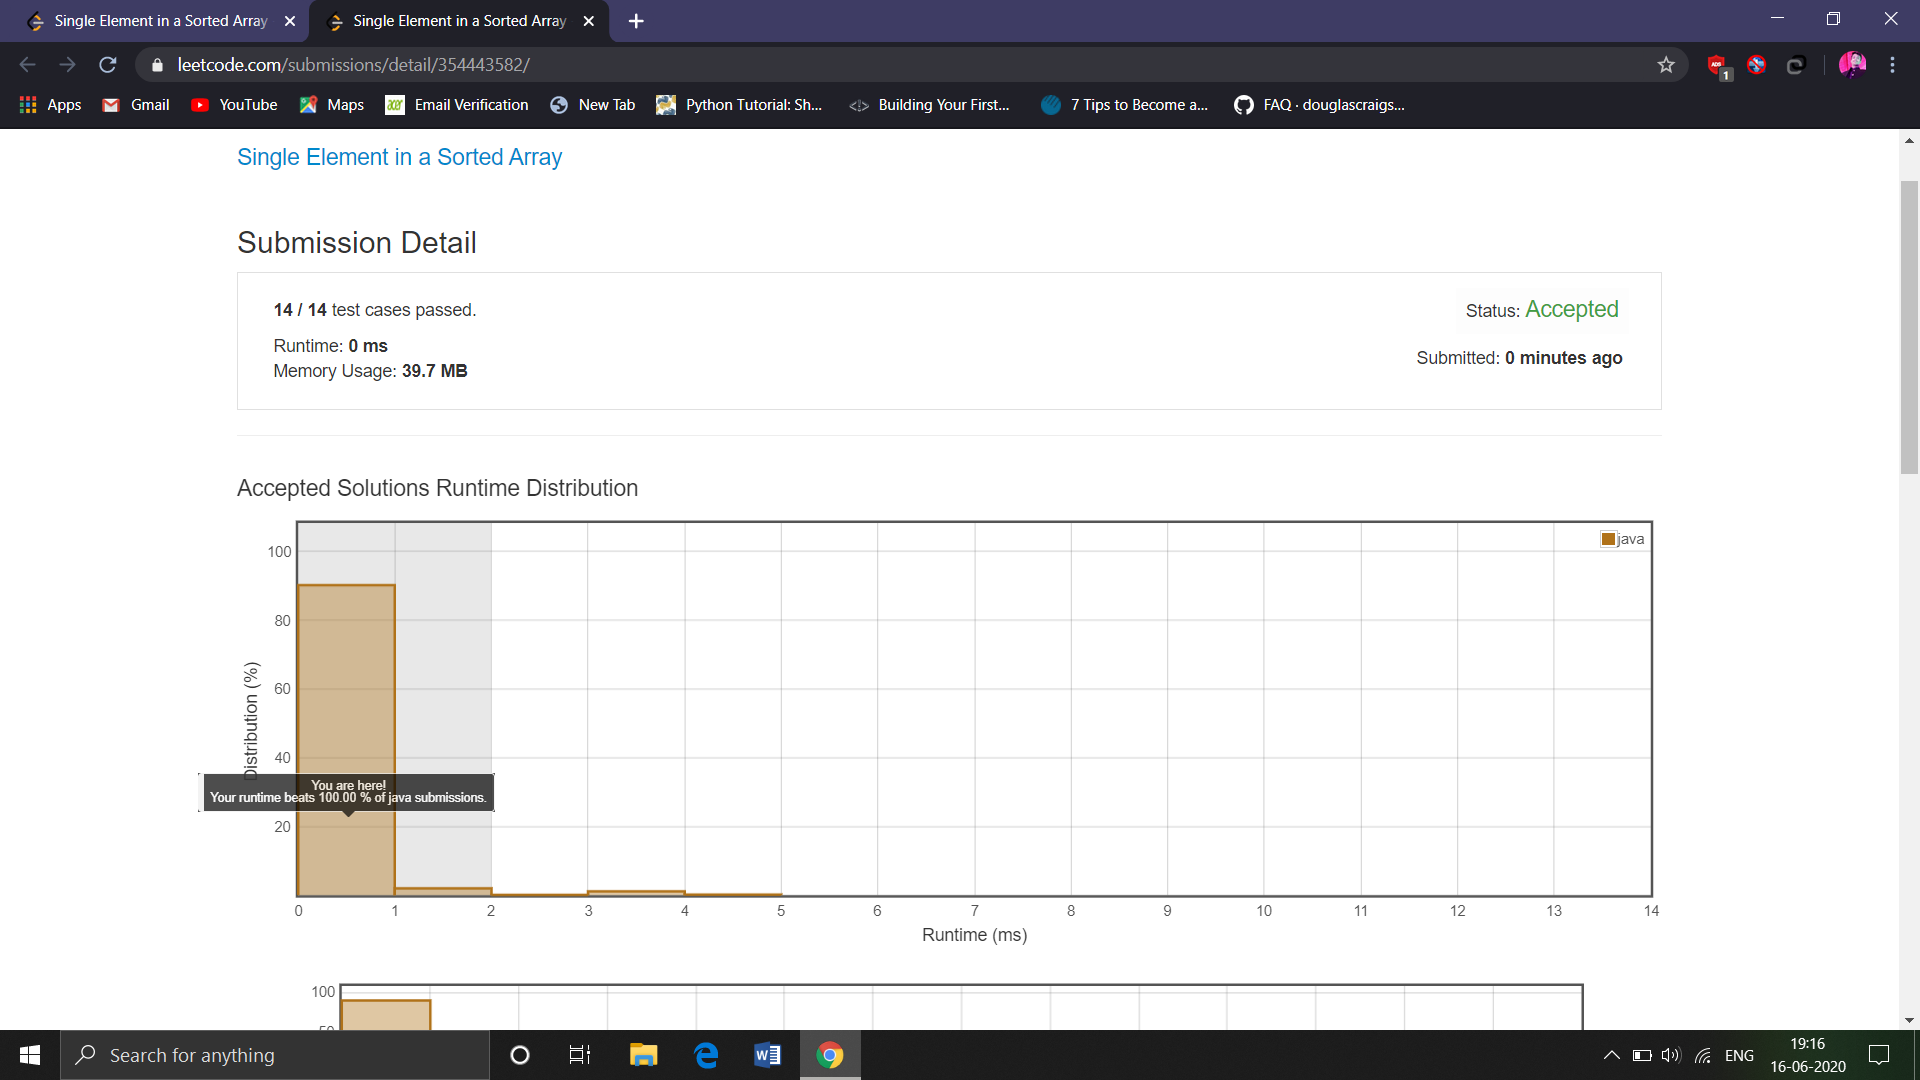 Single Element in a Sorted Array
Single Element in a Sorted Array
leetcode.com/submissions/detail/354443582/
ADS
1
Apps
Gmail
YouTube
Maps
acer
Email Verification
New Tab
Python Tutorial: Sh...
Building Your First...
7 Tips to Become a...
FAQ · douglascraigs...
Single Element in a Sorted Array
Submission Detail
14 / 14 test cases passed.
Status: Accepted
Runtime: 0 ms
Submitted: 0 minutes ago
Memory Usage: 39.7 MB
Accepted Solutions Runtime Distribution
java
100
80
60
40
20
Distribution (%)
You are here!
Your runtime beats 100.00 % of java submissions.
0 1 2 3 4 5 6 7 8 9 10 11 12 13 14
Runtime (ms)
100
50
Search for anything
ENG
19:16
16-06-2020